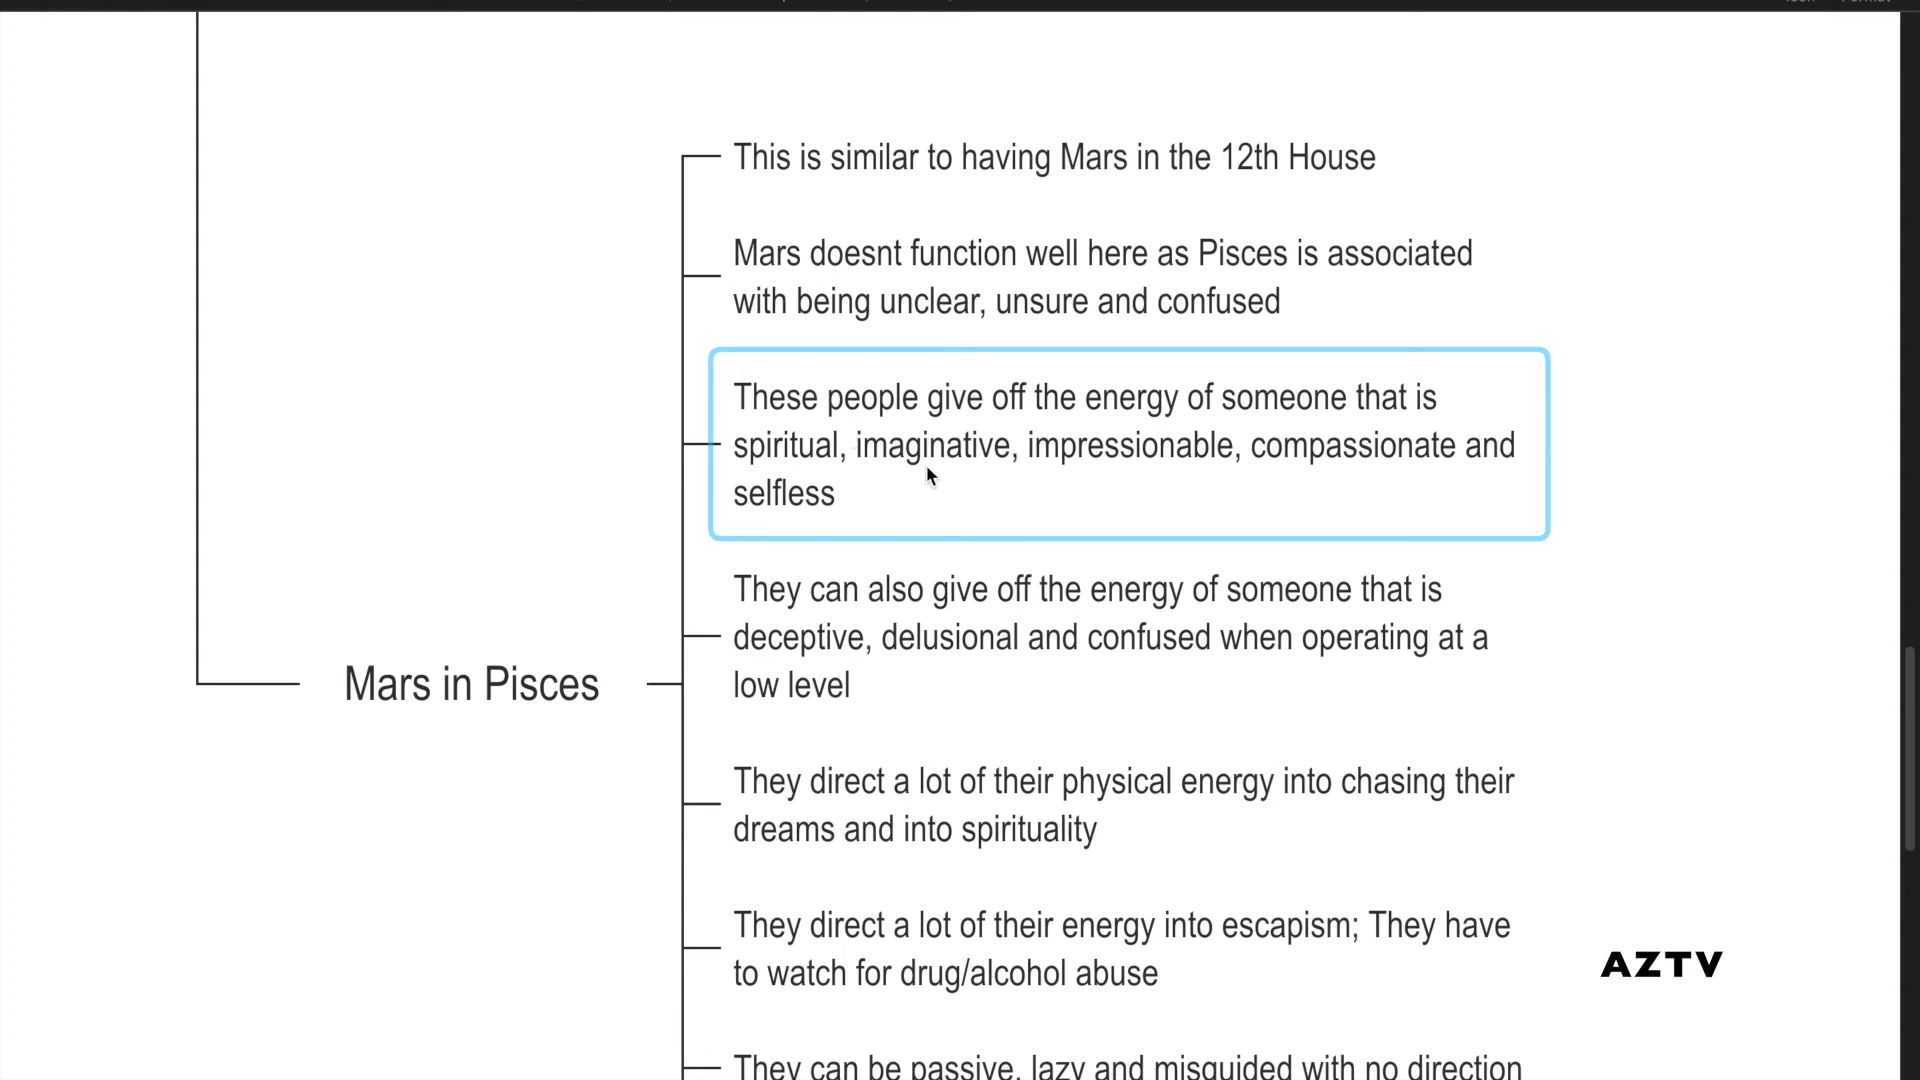 This is similar to having Mars in the 12th House
Mars doesnt function well here as Pisces is associated
with being unclear, unsure and confused
These people give off the energy of someone that is
spiritual, imaginative, impressionable, compassionate and
selfless
They can also give off the energy of someone that is
deceptive, delusional and confused when operating at a
low level
Mars in Pisces
They direct a lot of their physical energy into chasing their
dreams and into spirituality
They direct a lot of their energy into escapism; They have
to watch for drug/alcohol abuse
AZTV
They can be passive, lazy and misguided with no direction